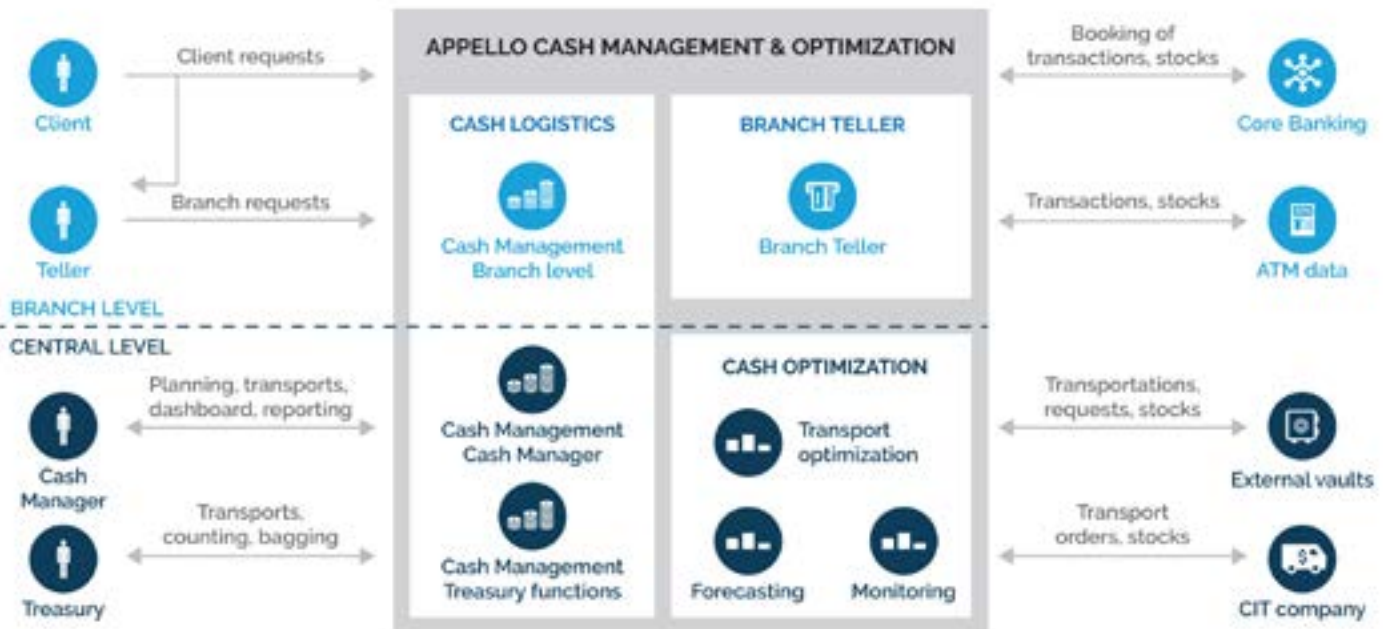 APPELLO CASH MANAGEMENT & OPTIMIZATION
Client requests
Client
Branch requests
Teller
BRANCH LEVEL
CASH LOGISTICS
Cash Management
Branch level
BRANCH TELLER
Branch Teller
Booking of
transactions, stocks
Core Banking
Transactions, stocks
ATM data
CENTRAL LEVEL
Planning, transports,
dashboard, reporting
Cash
Manager
Transports,
counting, bagging
Treasury
Cash Management
Cash Manager
Cash Management
Treasury functions
CASH OPTIMIZATION
Transport
optimization
Forecasting
Monitoring
Transportations,
requests, stocks
External vaults
Transport
orders, stocks
CIT company